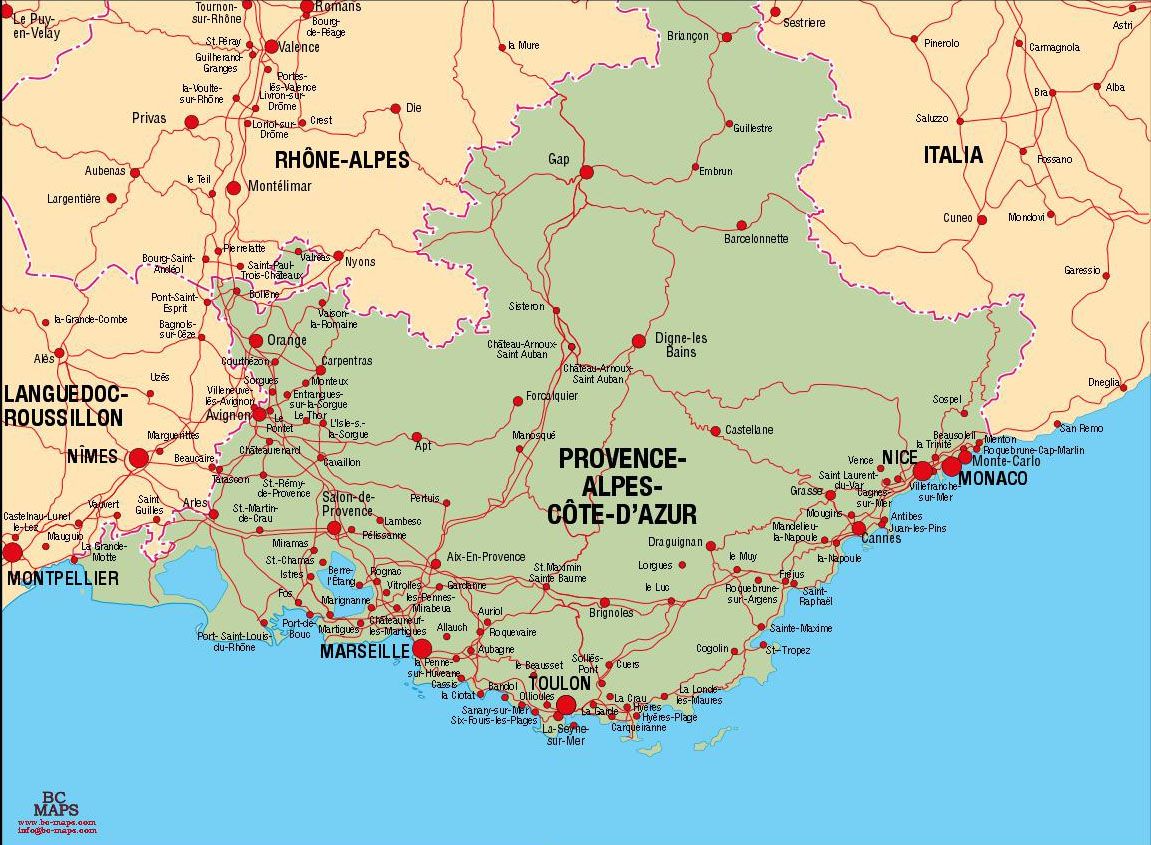 Le Puy-
en-Velay
Tournon-
sur-Rhône
Romans
Bourg-
de-Péage
St.Péray
Valence
Guilherand-
Granges
Portes-
lès-Valence
la-Voulte-
sur-Rhône
Livron-sur-
Drôme
Privas
Loriol-sur-
Drôme
Crest
Die
la Mure
Briançon
Sestriere
Pinerolo
Carmagnola
Astri
Bra
Alba
Saluzzo
Fossano
ITALIA
Cuneo
Mondovi
Garessio
RHÔNE-ALPES
Aubenas
Largentière
le Teil
Montélimar
Gap
Guillestre
Embrun
Barcelonnette
Pierrelatte
Bourg-Saint-
Andéol
Saint-Paul-
Trois-Châteaux
Valréas
Nyons
Bollène
Pont-Saint-
Esprit
Vaison-
la-Romaine
la-Grande-Combe
Bagnols-
sur-Cèze
Sisteron
Orange
Château-Arnoux-
Saint Auban
Digne-les
Bains
Château-Arnoux-
Saint Auban
Alès
Courthézon
Carpentras
Uzès
Sorgues
Monteux
Dneglia
LANGUEDOC-
ROUSSILLON
Villeneuve-
lès-Avignon
Entrangues-
sur-la-Sorgue
Forcalquier
Sospel
Avignon
Le
Pontet
Le Thor
L'Isle-s.-
la-Sorgue
Castellane
San Remo
Marguerittes
Châteaurenard
Apt
Manosque
Beausoleil
la Trinité
Menton
Roquebrune-Cap-Martin
NÎMES
Beaucaire
Cavaillon
PROVENCE-
ALPES-
CÔTE-D'AZUR
Vence
NICE
Monte-Carlo
MONACO
Tarascon
St.-Rémy-
de-Provence
Saint Laurent-
du-Var
Villefranche-
sur-Mer
Vauvert
Saint
Guilles
Arles
St.-Martin-
de-Crau
Salon-de-
Provence
Pertuis
Grasse
Cagnes-
sur-Mer
Castelnau-Lunel
le-Lez
Lambesc
Mougins
Antibes
Juan-les-Pins
Mauguio
Pélissanne
Mandelieu-
la-Napoule
Cannes
La Grande-
Motte
Miramas
Draguignan
la-Napoule
MONTPELLIER
St.-Chamas
Aix-En-Provence
le Muy
Istres
Berre-
l'Étang
Rognac
St.Maximin
Sainte Baume
Lorgues
Fréjus
Vitrolles
Gardanne
le Luc
Roquebrune-
sur-Argens
Saint-
Raphaël
Fos
Marignanne
les-Pennes-
Mirabeua
Auriol
Brignoles
Port- Saint-Louis-
du-Rhône
Port-de-
Bouc
Martigues
Châteauneuf-
les-Martigues
Allauch
Roquevaire
Sainte-Maxime
MARSEILLE
Aubagne
Cogolin
St-Tropez
la Penne-
sur-Huveane
le Beausset
Solliès-
Pont
Cuers
Cassis
la Ciotat
Bandol
TOULON
Ollioules
La Crau
La Londe-
lès-Maures
Sanary-sur-Mer
Six-Fours-les-Plages
La Garde
Hyères
Hyères-Plage
La-Seyne-
sur-Mer
Carqueiranne
BC
MAPS
www.bc-maps.com
info@bc-maps.com